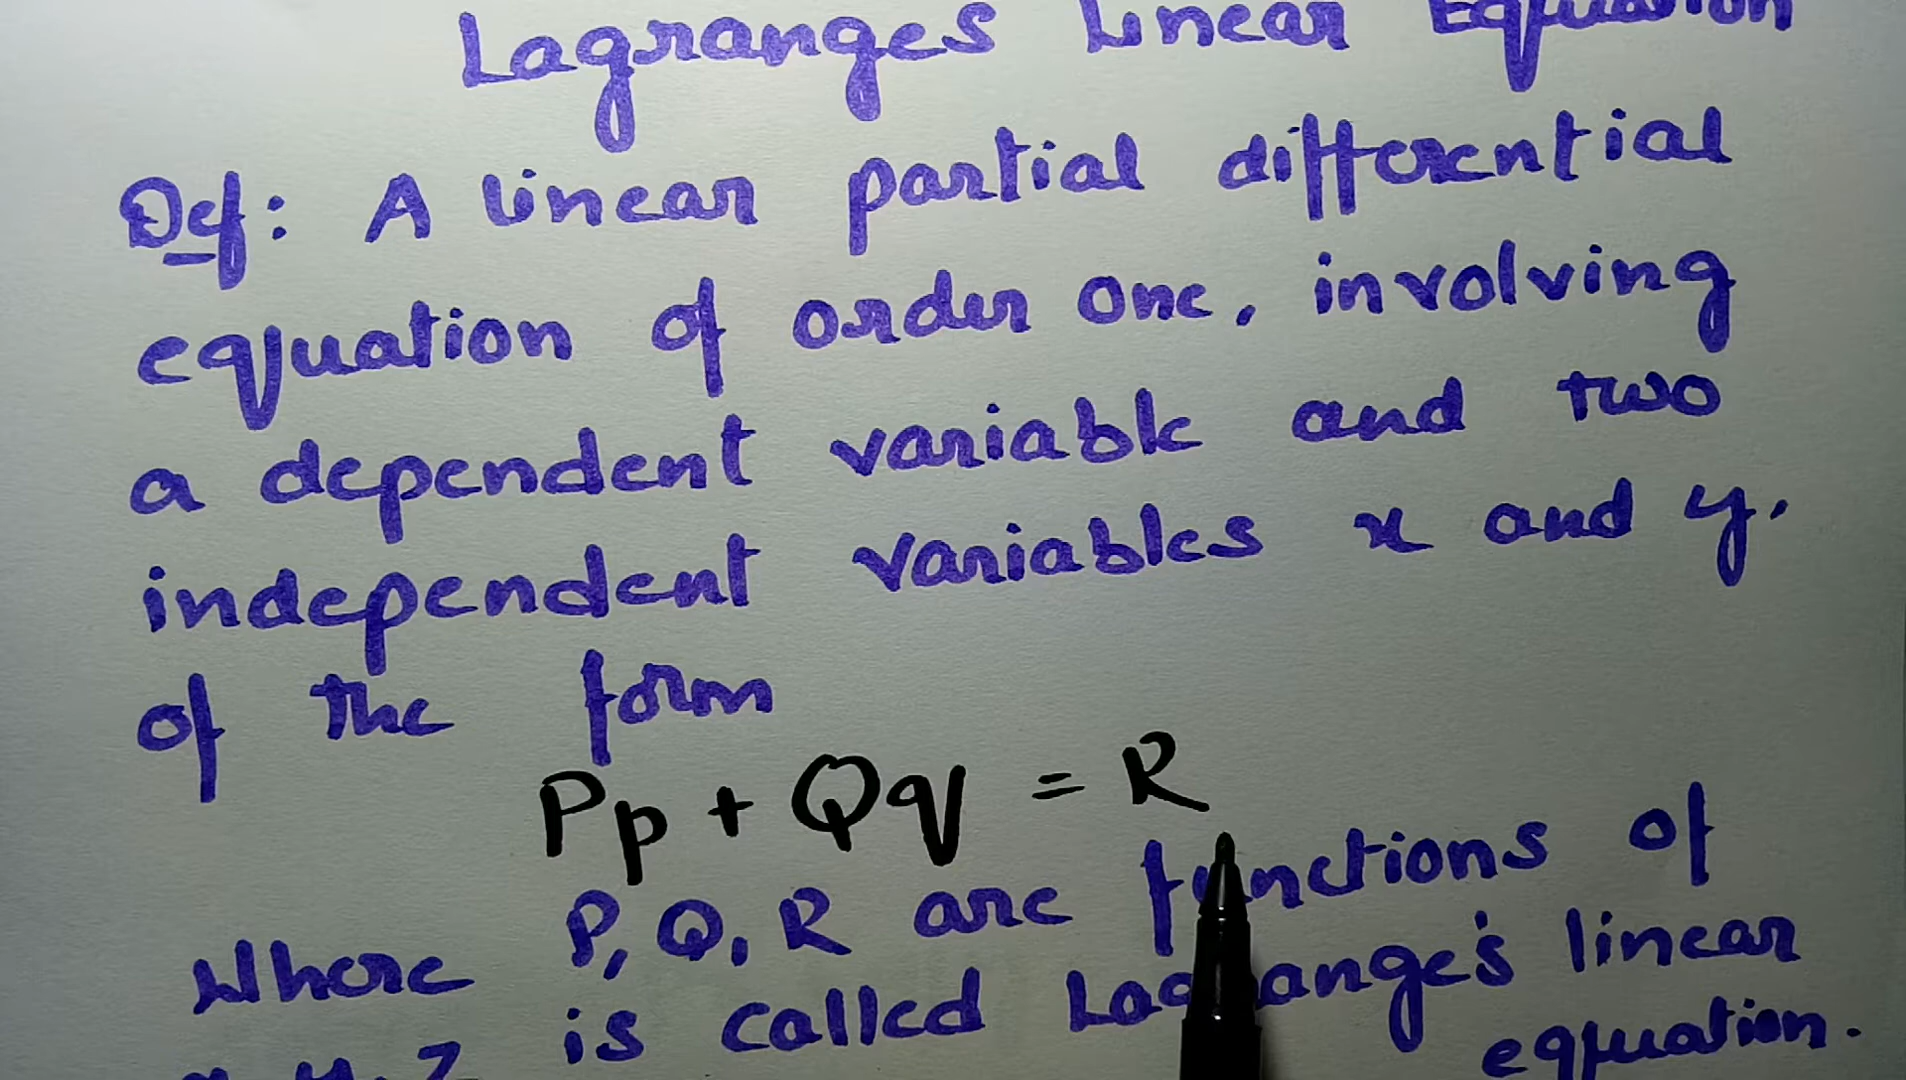 Lagranges Linear Equation
Def: A linear partial differential
equation of order one, involving
a dependent variable and two
independent variables x and y,
of the form
Pp + Qq = R
where P, Q, R are functions of
x, y, z is called Lagrange's linear
equation.